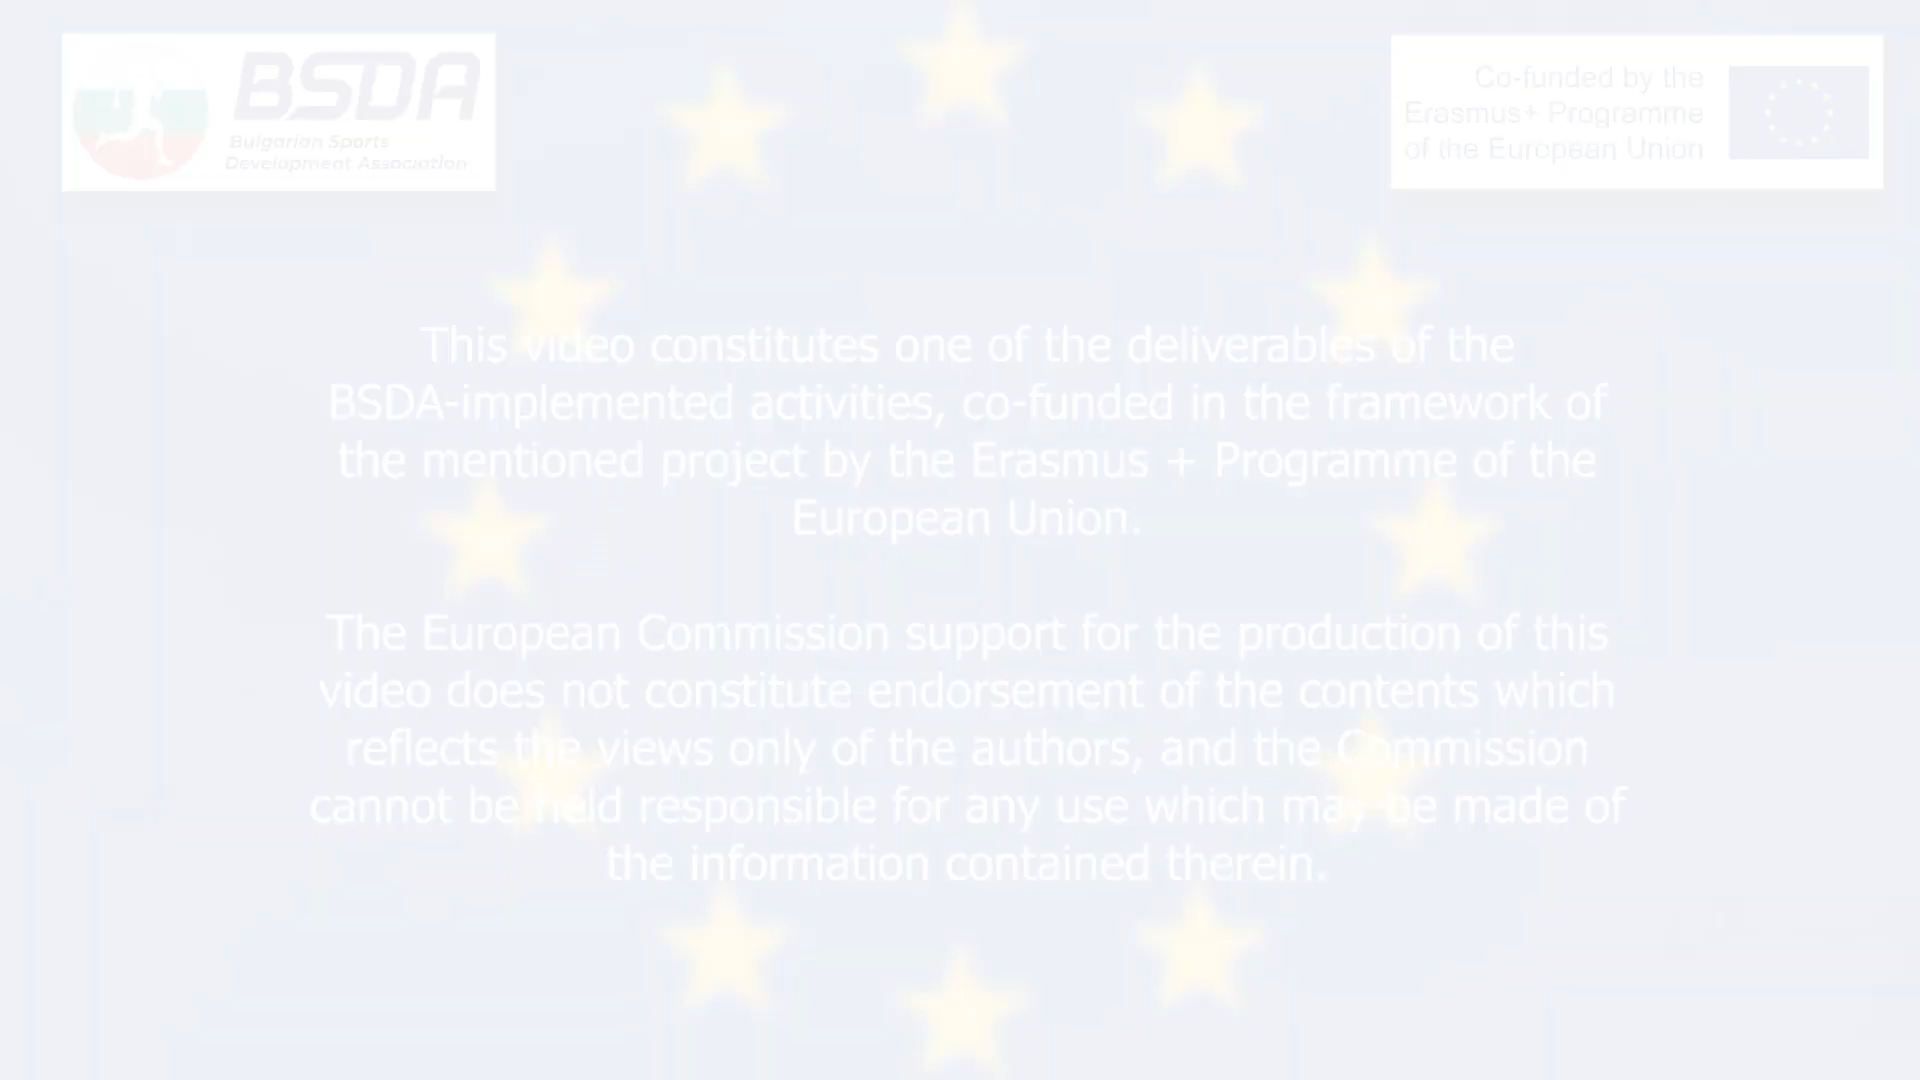 BSDA
Bulgarian Sports
Development Association
Co-funded by the
Erasmus+ Programme
of the European Union
This video constitutes one of the deliverables of the
BSDA-implemented activities, co-funded in the framework of
the mentioned project by the Erasmus + Programme of the
European Union.
The European Commission support for the production of this
video does not constitute endorsement of the contents which
reflects the views only of the authors, and the Commission
cannot be held responsible for any use which may be made of
the information contained therein.